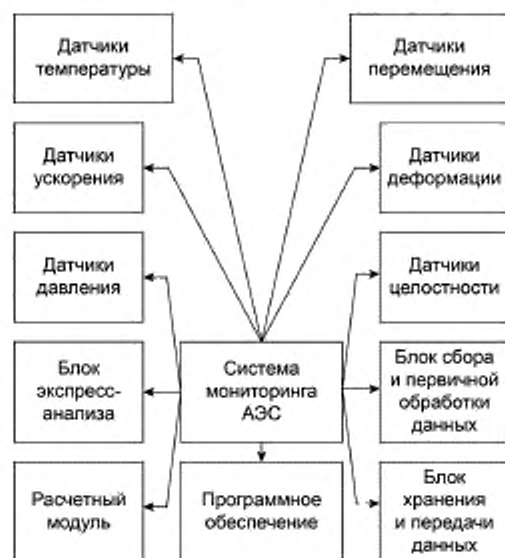 Датчики
температуры
Датчики
перемещения
Датчики
ускорения
Датчики
деформации
Датчики
давления
Датчики
целостности
Блок
экспресс-
анализа
Система
мониторинга
АЭС
Блок сбора
и первичной
обработки
данных
Расчетный
модуль
Программное
обеспечение
Блок
хранения
и передачи
данных